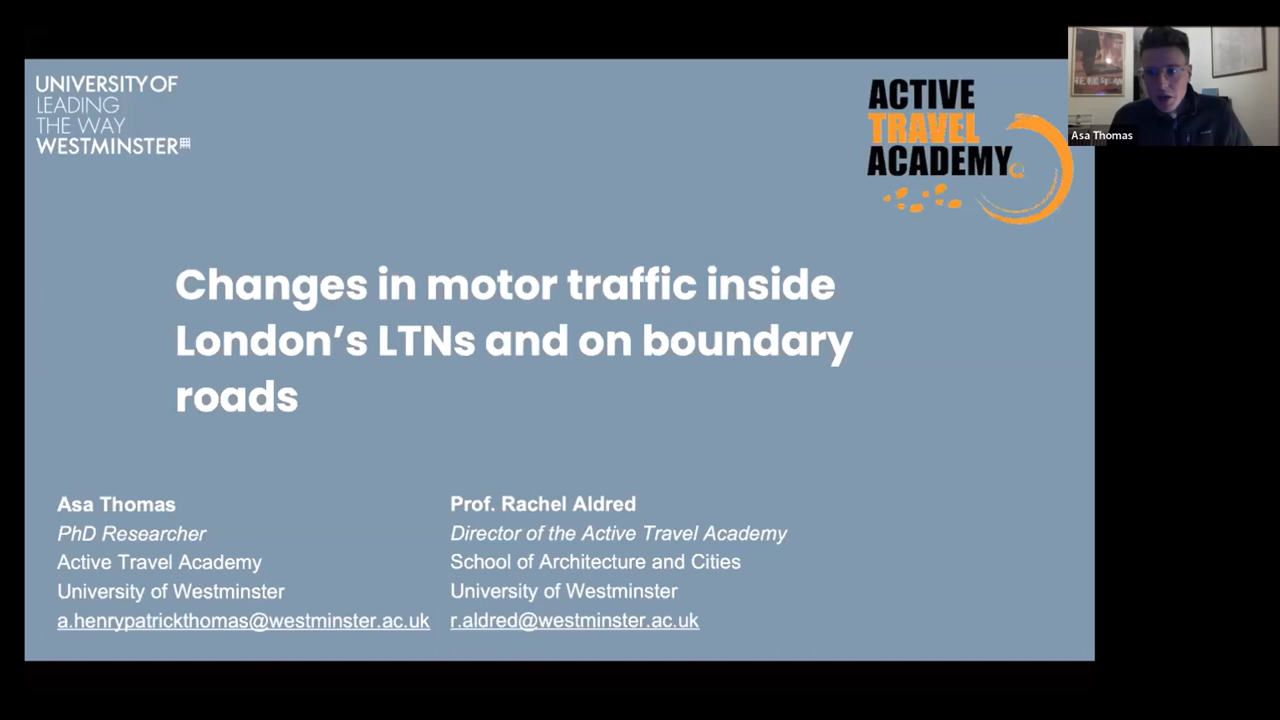 UNIVERSITY OF
LEADING
THE WAY
WESTMINSTER
ACTIVE
TRAVEL
ACADEMY
Asa Thomas
Changes in motor traffic inside
London's LTNs and on boundary
roads
Asa Thomas
PhD Researcher
Active Travel Academy
University of Westminster
a.henrypatrickthomas@westminster.ac.uk
Prof. Rachel Aldred
Director of the Active Travel Academy
School of Architecture and Cities
University of Westminster
r.aldred@westminster.ac.uk